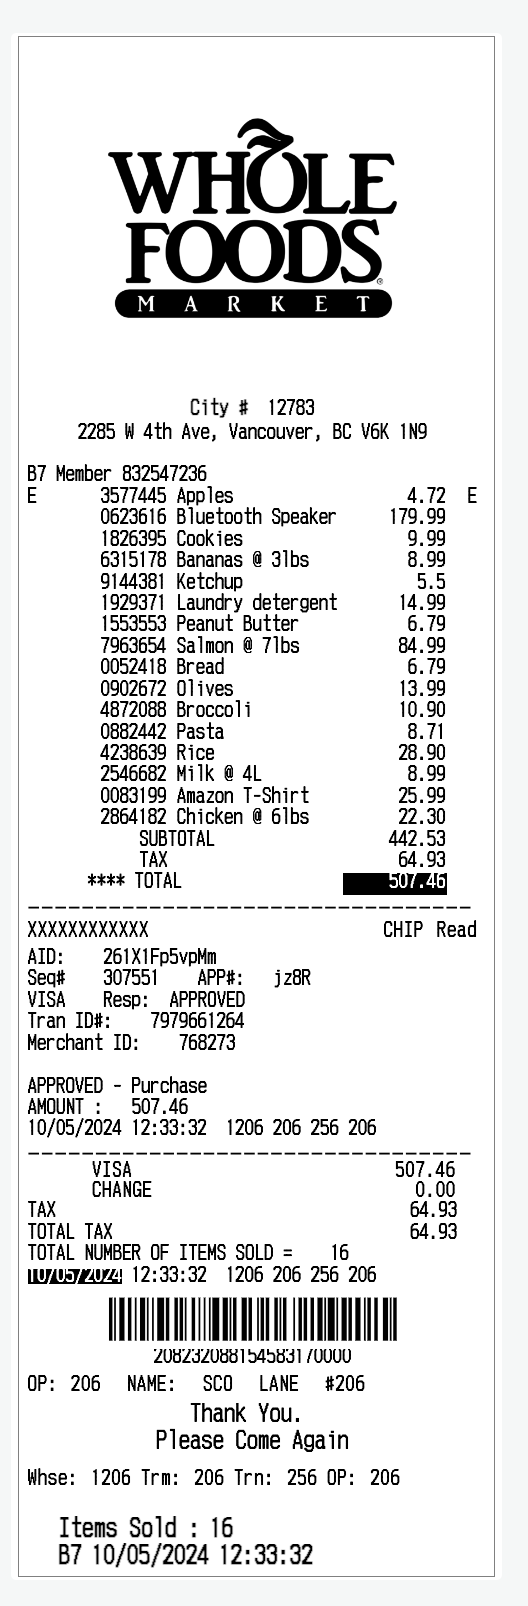 WHOLE
FOODS
MARKET
City # 12783
2285 W 4th Ave, Vancouver, BC V6K 1N9
B7 Member 832547236
E 3577445 Apples 4.72 E
0623616 Bluetooth Speaker 179.99
1826395 Cookies 9.99
6315178 Bananas @ 3lbs 8.99
9144381 Ketchup 5.5
1929371 Laundry detergent 14.99
1553553 Peanut Butter 6.79
7963654 Salmon @ 7lbs 84.99
0052418 Bread 6.79
0902672 Olives 13.99
4872088 Broccoli 10.90
0882442 Pasta 8.71
4238639 Rice 28.90
2546682 Milk @ 4L 8.99
0083199 Amazon T-Shirt 25.99
2864182 Chicken @ 6lbs 22.30
SUBTOTAL 442.53
TAX 64.93
**** TOTAL 507.46
XXXXXXXXXXXX CHIP Read
AID: 261X1Fp5vpMm
Seq# 307551 APP#: jz8R
VISA Resp: APPROVED
Tran ID#: 7979661264
Merchant ID: 768273
APPROVED - Purchase
AMOUNT : 507.46
10/05/2024 12:33:32 1206 206 256 206
VISA 507.46
CHANGE 0.00
TAX 64.93
TOTAL TAX 64.93
TOTAL NUMBER OF ITEMS SOLD = 16
10/05/2024 12:33:32 1206 206 256 206
208232088154583170000
OP: 206 NAME: SCO LANE #206
Thank You.
Please Come Again
Whse: 1206 Trm: 206 Trn: 256 OP: 206
Items Sold : 16
B7 10/05/2024 12:33:32